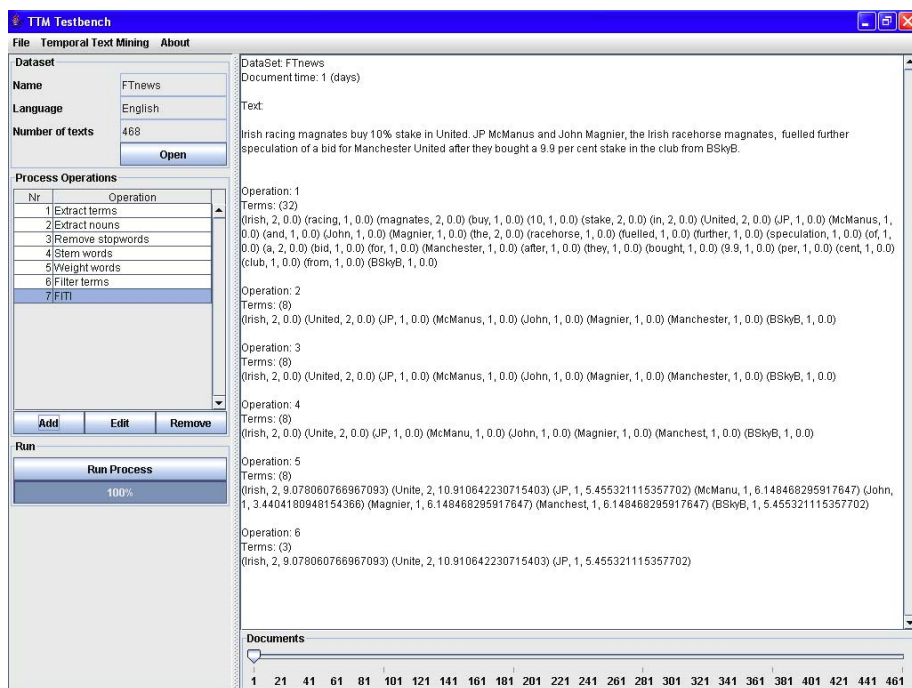 TTM Testbench
File Temporal Text Mining About
Dataset
Name FTnews
Language English
Number of texts 468
Open
Process Operations
Nr Operation
1 Extract terms
2 Extract nouns
3 Remove stopwords
4 Stem words
5 Weight words
6 Filter terms
7 FITI
Add Edit Remove
Run
Run Process
100%
DataSet: FTnews
Document time: 1 (days)
Text:
Irish racing magnates buy 10% stake in United. JP McManus and John Magnier, the Irish racehorse magnates, fuelled further
speculation of a bid for Manchester United after they bought a 9.9 per cent stake in the club from BSkyB.
Operation: 1
Terms: (32)
(Irish, 2, 0.0) (racing, 1, 0.0) (magnates, 2, 0.0) (buy, 1, 0.0) (10, 1, 0.0) (stake, 2, 0.0) (in, 2, 0.0) (United, 2, 0.0) (JP, 1, 0.0) (McManus, 1,
0.0) (and, 1, 0.0) (John, 1, 0.0) (Magnier, 1, 0.0) (the, 2, 0.0) (racehorse, 1, 0.0) (fuelled, 1, 0.0) (further, 1, 0.0) (speculation, 1, 0.0) (of, 1,
0.0) (a, 2, 0.0) (bid, 1, 0.0) (for, 1, 0.0) (Manchester, 1, 0.0) (after, 1, 0.0) (they, 1, 0.0) (bought, 1, 0.0) (9.9, 1, 0.0) (per, 1, 0.0) (cent, 1, 0.0)
(club, 1, 0.0) (from, 1, 0.0) (BSkyB, 1, 0.0)
Operation: 2
Terms: (8)
(Irish, 2, 0.0) (United, 2, 0.0) (JP, 1, 0.0) (McManus, 1, 0.0) (John, 1, 0.0) (Magnier, 1, 0.0) (Manchester, 1, 0.0) (BSkyB, 1, 0.0)
Operation: 3
Terms: (8)
(Irish, 2, 0.0) (United, 2, 0.0) (JP, 1, 0.0) (McManus, 1, 0.0) (John, 1, 0.0) (Magnier, 1, 0.0) (Manchester, 1, 0.0) (BSkyB, 1, 0.0)
Operation: 4
Terms: (8)
(Irish, 2, 0.0) (Unite, 2, 0.0) (JP, 1, 0.0) (McManu, 1, 0.0) (John, 1, 0.0) (Magnier, 1, 0.0) (Manchest, 1, 0.0) (BSkyB, 1, 0.0)
Operation: 5
Terms: (8)
(Irish, 2, 9.078060766967093) (Unite, 2, 10.910642230715403) (JP, 1, 5.455321115357702) (McManu, 1, 6.148468295917647) (John,
1, 3.4404180948154366) (Magnier, 1, 6.148468295917647) (Manchest, 1, 6.148468295917647) (BSkyB, 1, 5.455321115357702)
Operation: 6
Terms: (3)
(Irish, 2, 9.078060766967093) (Unite, 2, 10.910642230715403) (JP, 1, 5.455321115357702)
Documents
1 21 41 61 81 101 121 141 161 181 201 221 241 261 281 301 321 341 361 381 401 421 441 461